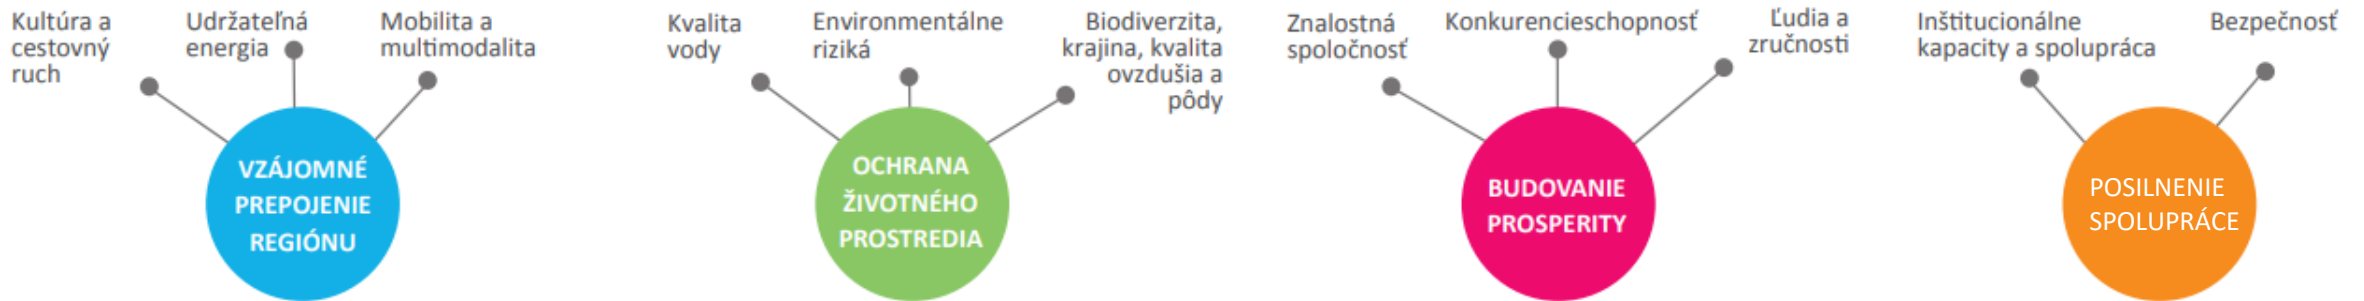 Kultúra a
cestovný
ruch
Udržateľná
energia
Mobilita a
multimodalita
VZÁJOMNÉ
PREPOJENIE
REGIÓNU
Kvalita
vody
Environmentálne
riziká
Biodiverzita,
krajina, kvalita
ovzdušia a
pôdy
OCHRANA
ŽIVOTNÉHO
PROSTREDIA
Znalostná
spoločnosť
Konkurencieschopnosť
Ľudia a
zručnosti
BUDOVANIE
PROSPERITY
Inštitucionálne
kapacity a spolupráca
Bezpečnosť
POSILNENIE
SPOLUPRÁCE